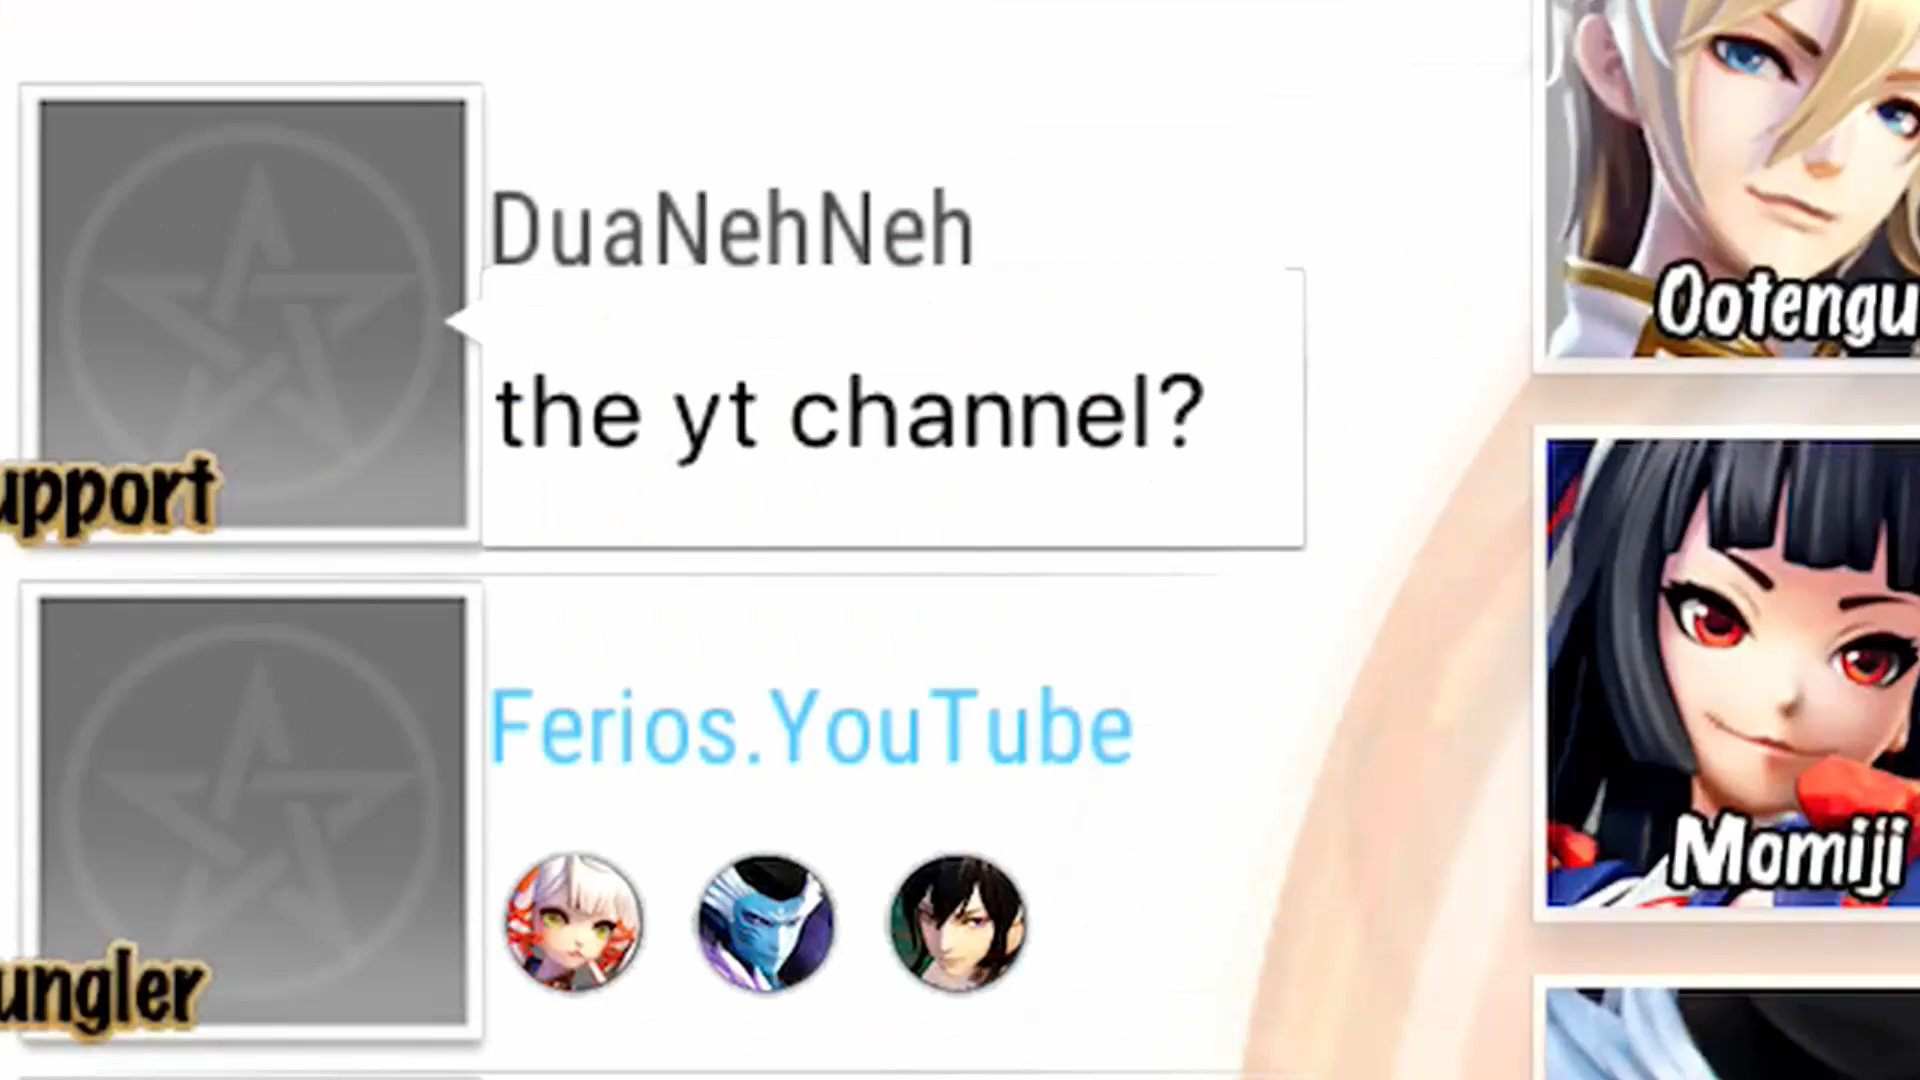 DuaNehNeh
the yt channel?
upport
Ferios.YouTube
ungler
Ootengu
Momiji